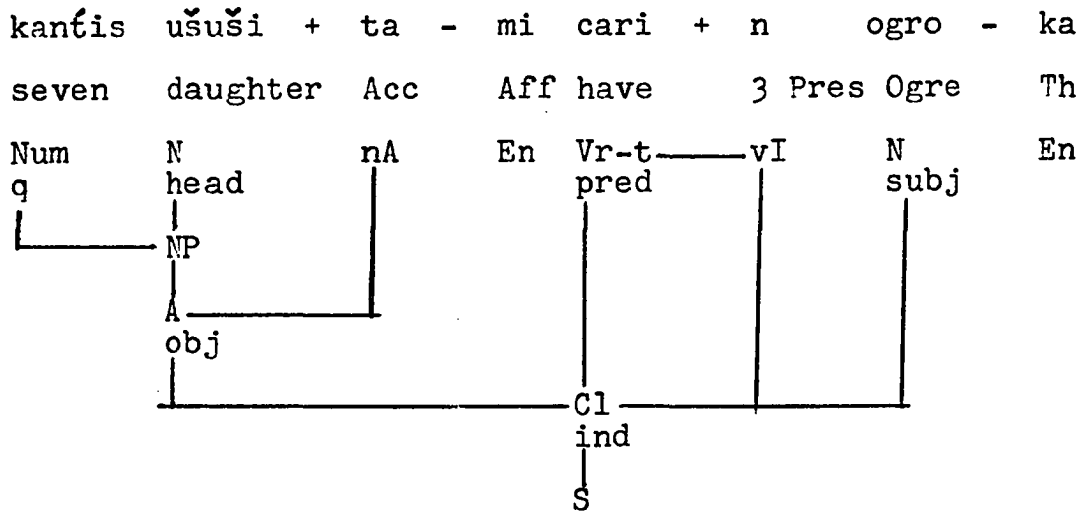 kantís ušuši + ta - mi cari + n ogro - ka
seven daughter Acc Aff have 3 Pres Ogre Th
Num N nA En Vr-t vI N En
q head pred subj
NP
A
obj
Cl
ind
S